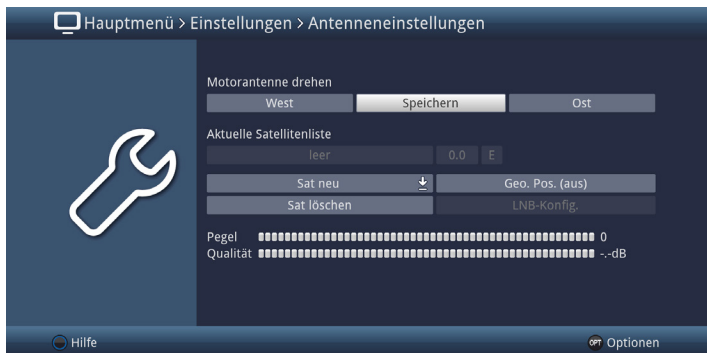 Hauptmenü > Einstellungen > Antenneneinstellungen
Motorantenne drehen
West Speichern Ost
Aktuelle Satellitenliste
leer 0.0 E
Sat neu Geo. Pos. (aus)
Sat löschen LNB-Konfig.
Pegel 0
Qualität -.-dB
Hilfe OPT Optionen